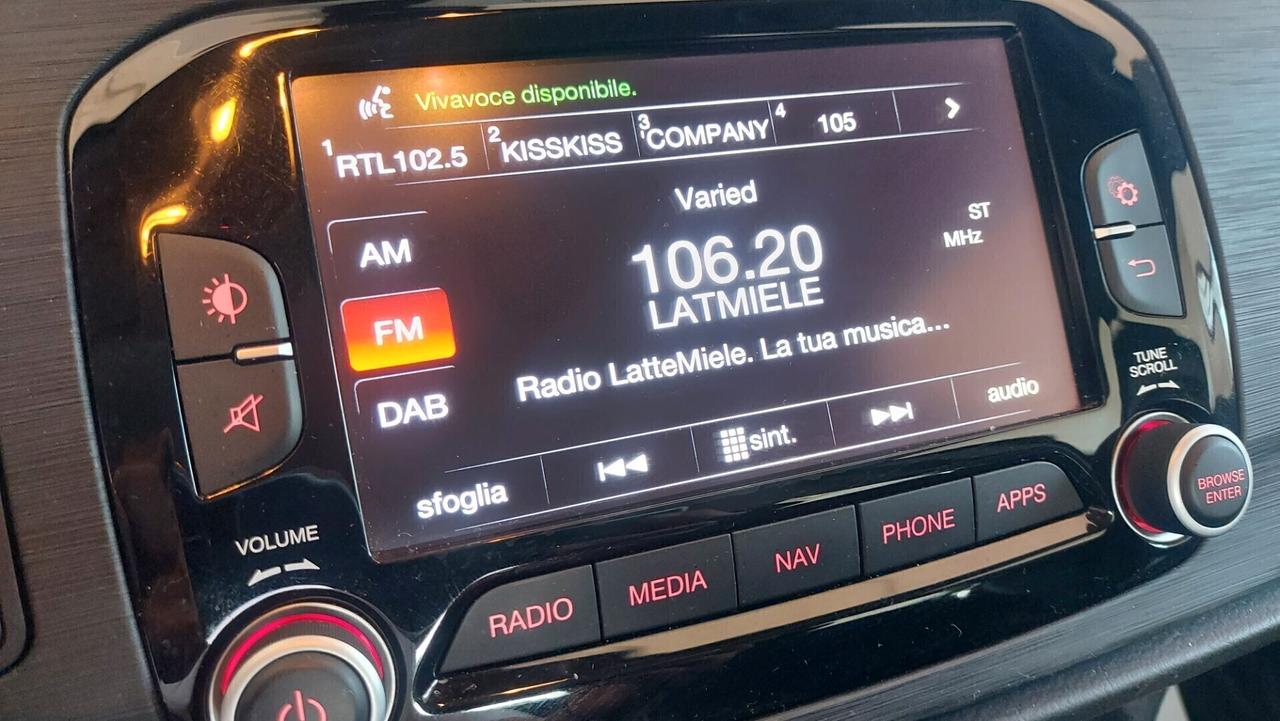 Vivavoce disponibile.
1 RTL102.5 2 KISSKISS 3 'COMPANY 4 105
Varied
ST
AM
106.20
MHz
LATMIELE
FM
Radio LatteMiele. La tua musica...
DAB
sfoglia sint. audio
TUNE
SCROLL
BROWSE
ENTER
VOLUME
RADIO MEDIA NAV PHONE APPS